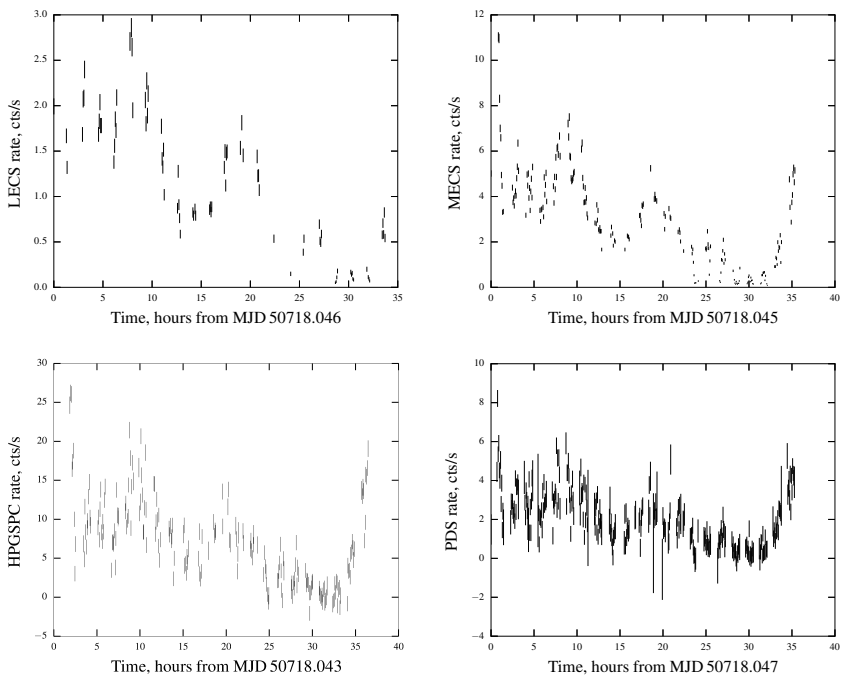 3.0
2.5
2.0
1.5
1.0
0.5
0.0
LECS rate, cts/s
0 5 10 15 20 25 30 35
Time, hours from MJD 50718.046
12
10
8
6
4
2
0
MECS rate, cts/s
0 5 10 15 20 25 30 35 40
Time, hours from MJD 50718.045
30
25
20
15
10
5
0
−5
HPGSPC rate, cts/s
0 5 10 15 20 25 30 35 40
Time, hours from MJD 50718.043
10
8
6
4
2
0
−2
−4
PDS rate, cts/s
0 5 10 15 20 25 30 35 40
Time, hours from MJD 50718.047